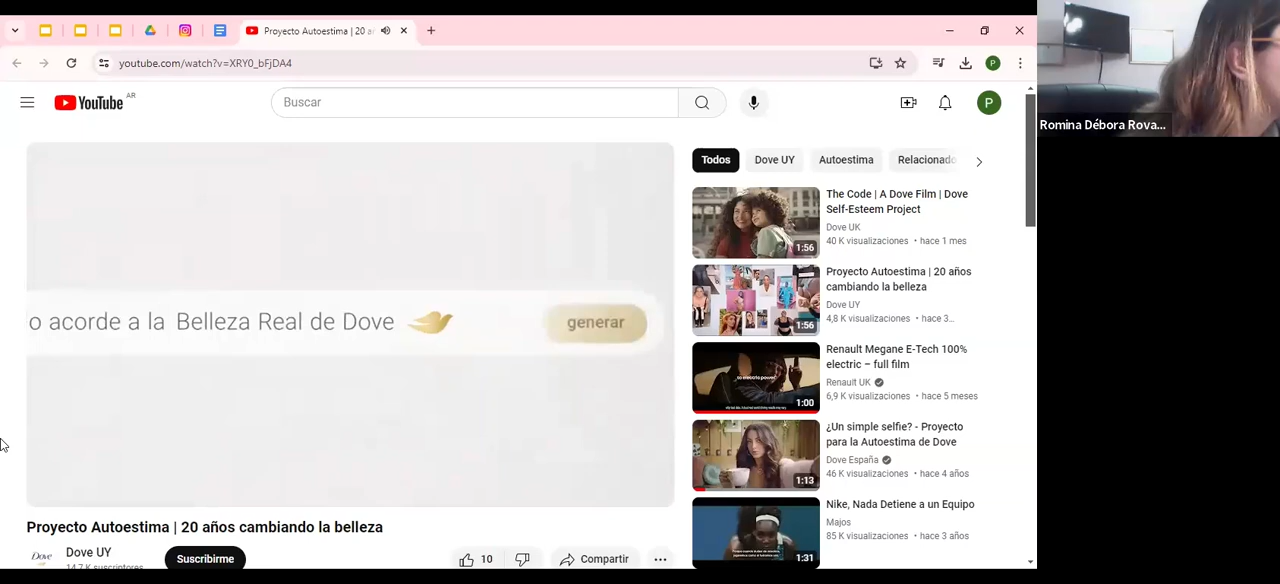 Proyecto Autoestima | 20 a
youtube.com/watch?v=XRY0_bFjDA4
P
YouTube AR
Buscar
P
Todos
Dove UY
Autoestima
Relacionado
o acorde a la Belleza Real de Dove
generar
The Code | A Dove Film | Dove
Self-Esteem Project
Dove UK
40 K visualizaciones • hace 1 mes
1:56
Proyecto Autoestima | 20 años
cambiando la belleza
Dove UY
4,8 K visualizaciones • hace 3...
1:56
Renault Megane E-Tech 100%
electric – full film
Renault UK
6,9 K visualizaciones • hace 5 meses
1:00
¿Un simple selfie? - Proyecto
para la Autoestima de Dove
Dove España
46 K visualizaciones • hace 4 años
1:13
Nike, Nada Detiene a un Equipo
Majos
85 K visualizaciones • hace 3 años
1:31
Proyecto Autoestima | 20 años cambiando la belleza
Dove
Dove UY
14,7 K suscriptores
Suscribirme
10
Compartir
Romina Débora Rova...